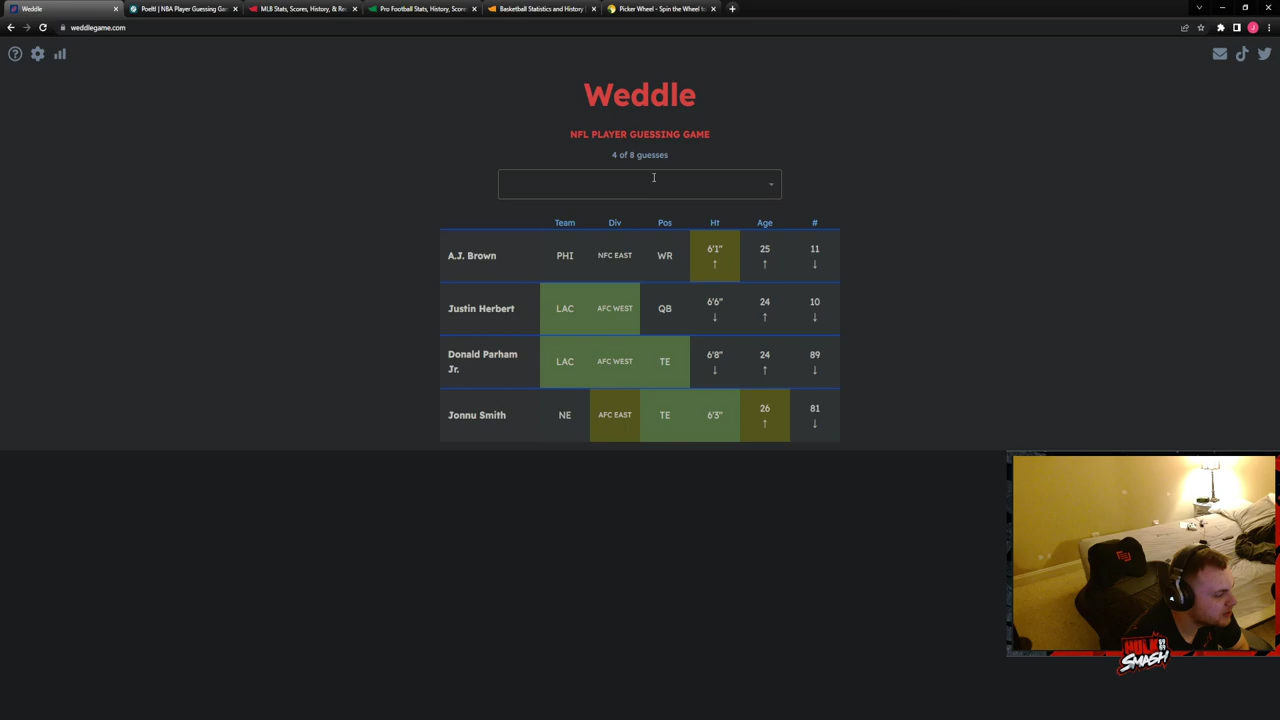 Weddle
Poeltl | NBA Player Guessing Gam
MLB Stats, Scores, History, & Rec
Pro Football Stats, History, Scores
Basketball Statistics and History |
Picker Wheel - Spin the Wheel to
weddlegame.com
Weddle
NFL PLAYER GUESSING GAME
4 of 8 guesses
Team Div Pos Ht Age #
A.J. Brown PHI NFC EAST WR 6'1" ↑ 25 ↑ 11 ↓
Justin Herbert LAC AFC WEST QB 6'6" ↓ 24 ↑ 10 ↓
Donald Parham Jr. LAC AFC WEST TE 6'8" ↓ 24 ↑ 89 ↓
Jonnu Smith NE AFC EAST TE 6'3" 26 ↑ 81 ↓
HULK
SMASH